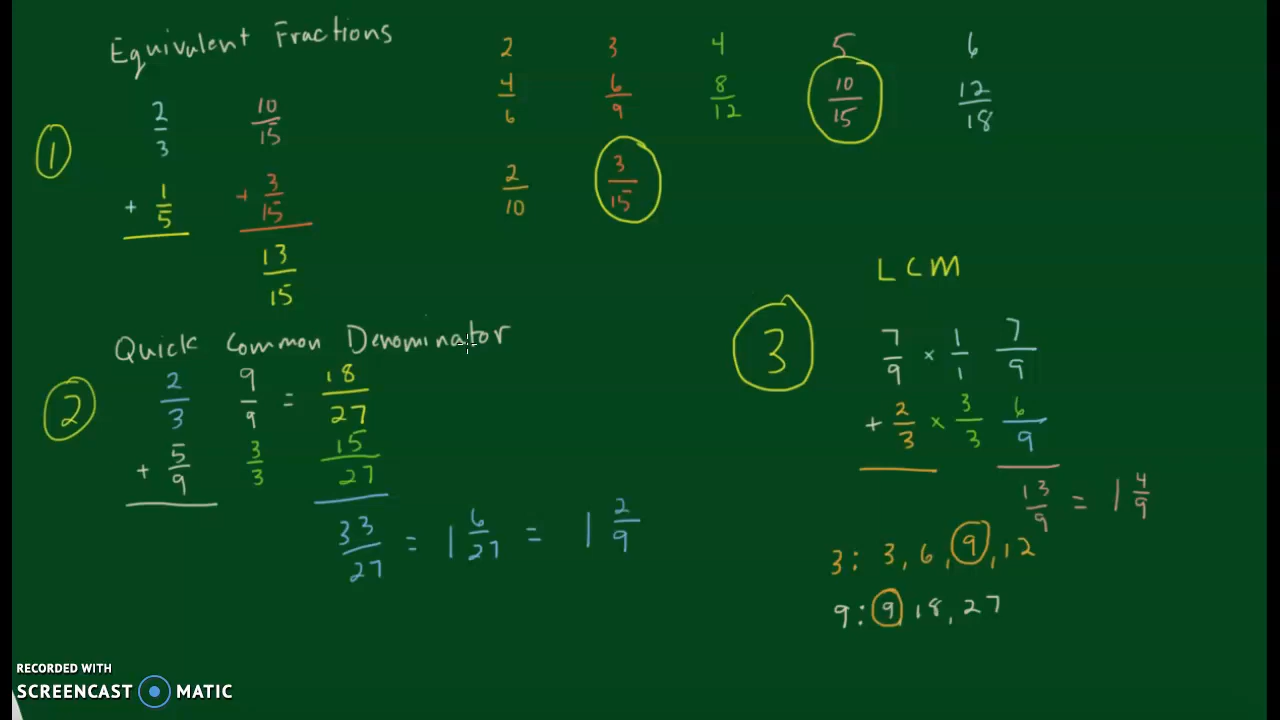 Equivalent Fractions
2 3 4 5 6
4/6 6/9 8/12 10/15 12/18
1
2/3 10/15
+ 1/5 + 3/15
2/10 3/15
13/15
Quick Common Denominator
2
2/3 9/9 = 18/27
+ 5/9 3/3 15/27
33/27 = 1 6/27 = 1 2/9
LCM
3
7/9 × 1/1 7/9
+ 2/3 × 3/3 6/9
13/9 = 1 4/9
3: 3, 6, 9, 12
9: 9, 18, 27
RECORDED WITH
SCREENCAST MATIC